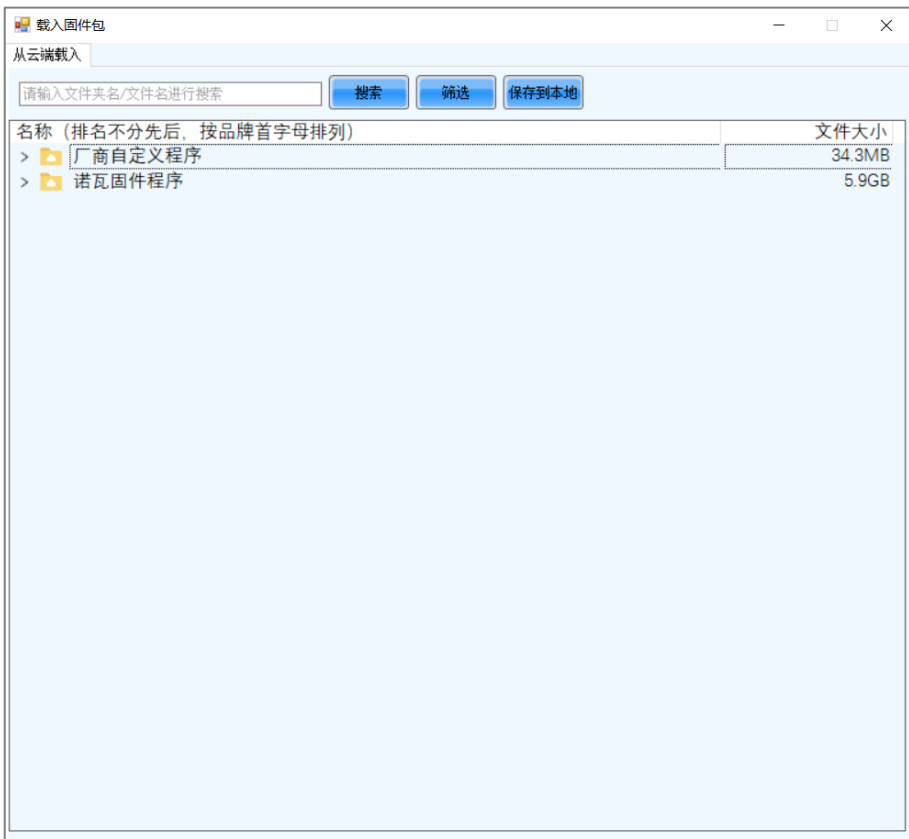 载入固件包
从云端载入
请输入文件夹名/文件名进行搜索 搜索 筛选 保存到本地
名称（排名不分先后，按品牌首字母排列） 文件大小
厂商自定义程序 34.3MB
诺瓦固件程序 5.9GB